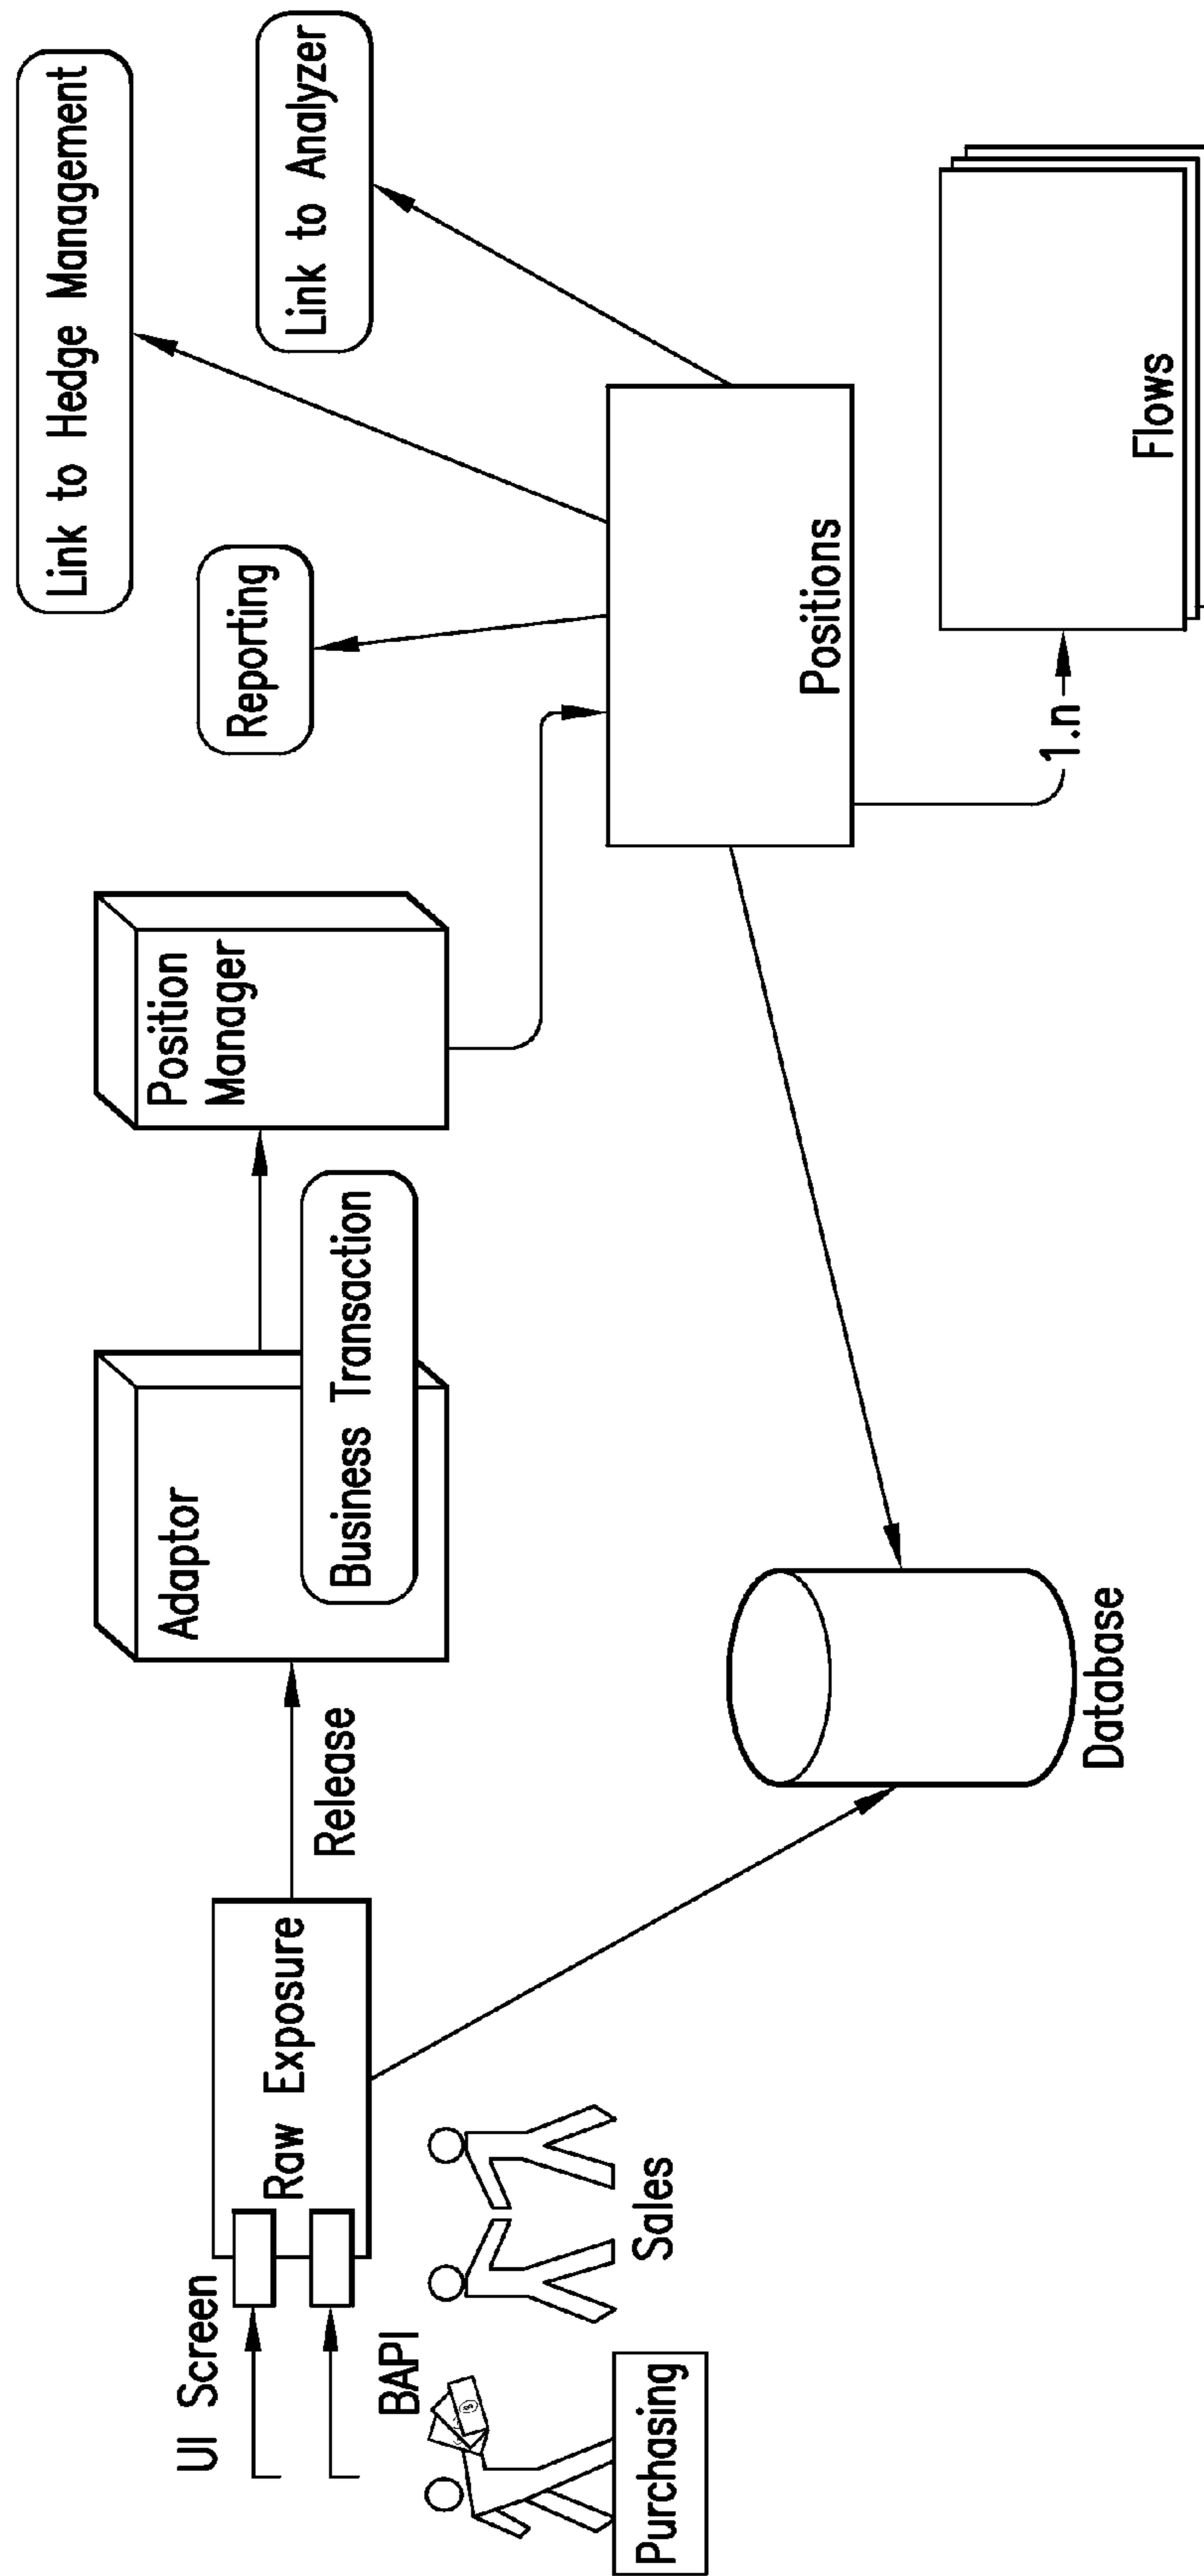 UI Screen
BAPI
Raw Exposure
Release
Purchasing
Sales
Adaptor
Business Transaction
Position
Manager
Database
Reporting
Link to Hedge Management
Link to Analyzer
Positions
1.n
Flows